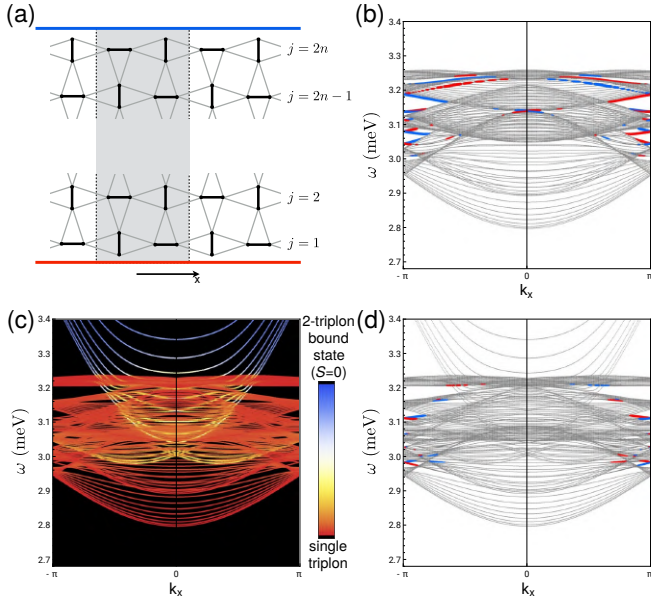 (a)
j = 2n
j = 2n − 1
j = 2
j = 1
x
(b)
3.4
3.3
3.2
3.1
3.0
2.9
2.8
2.7
ω (meV)
- π
0
π
kx
(c)
3.4
3.3
3.2
3.1
3.0
2.9
2.8
2.7
ω (meV)
- π
0
π
kx
2-triplon
bound
state
(S=0)
single
triplon
(d)
3.4
3.3
3.2
3.1
3.0
2.9
2.8
2.7
ω (meV)
- π
0
π
kx